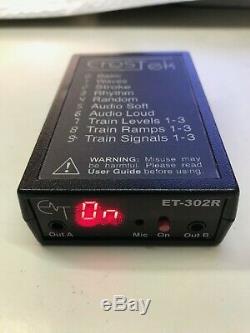 ErosTek
0 Basic
1 Waves
2 Stroke
3 Rhythm
4 Random
5 Audio Soft
6 Audio Loud
7 Train Levels 1-3
8 Train Ramps 1-3
9 Train Signals 1-3
WARNING: Misuse may
be harmful. Please read
User Guide before using.
ET-302R
On
Out A
Mic
On
Out B